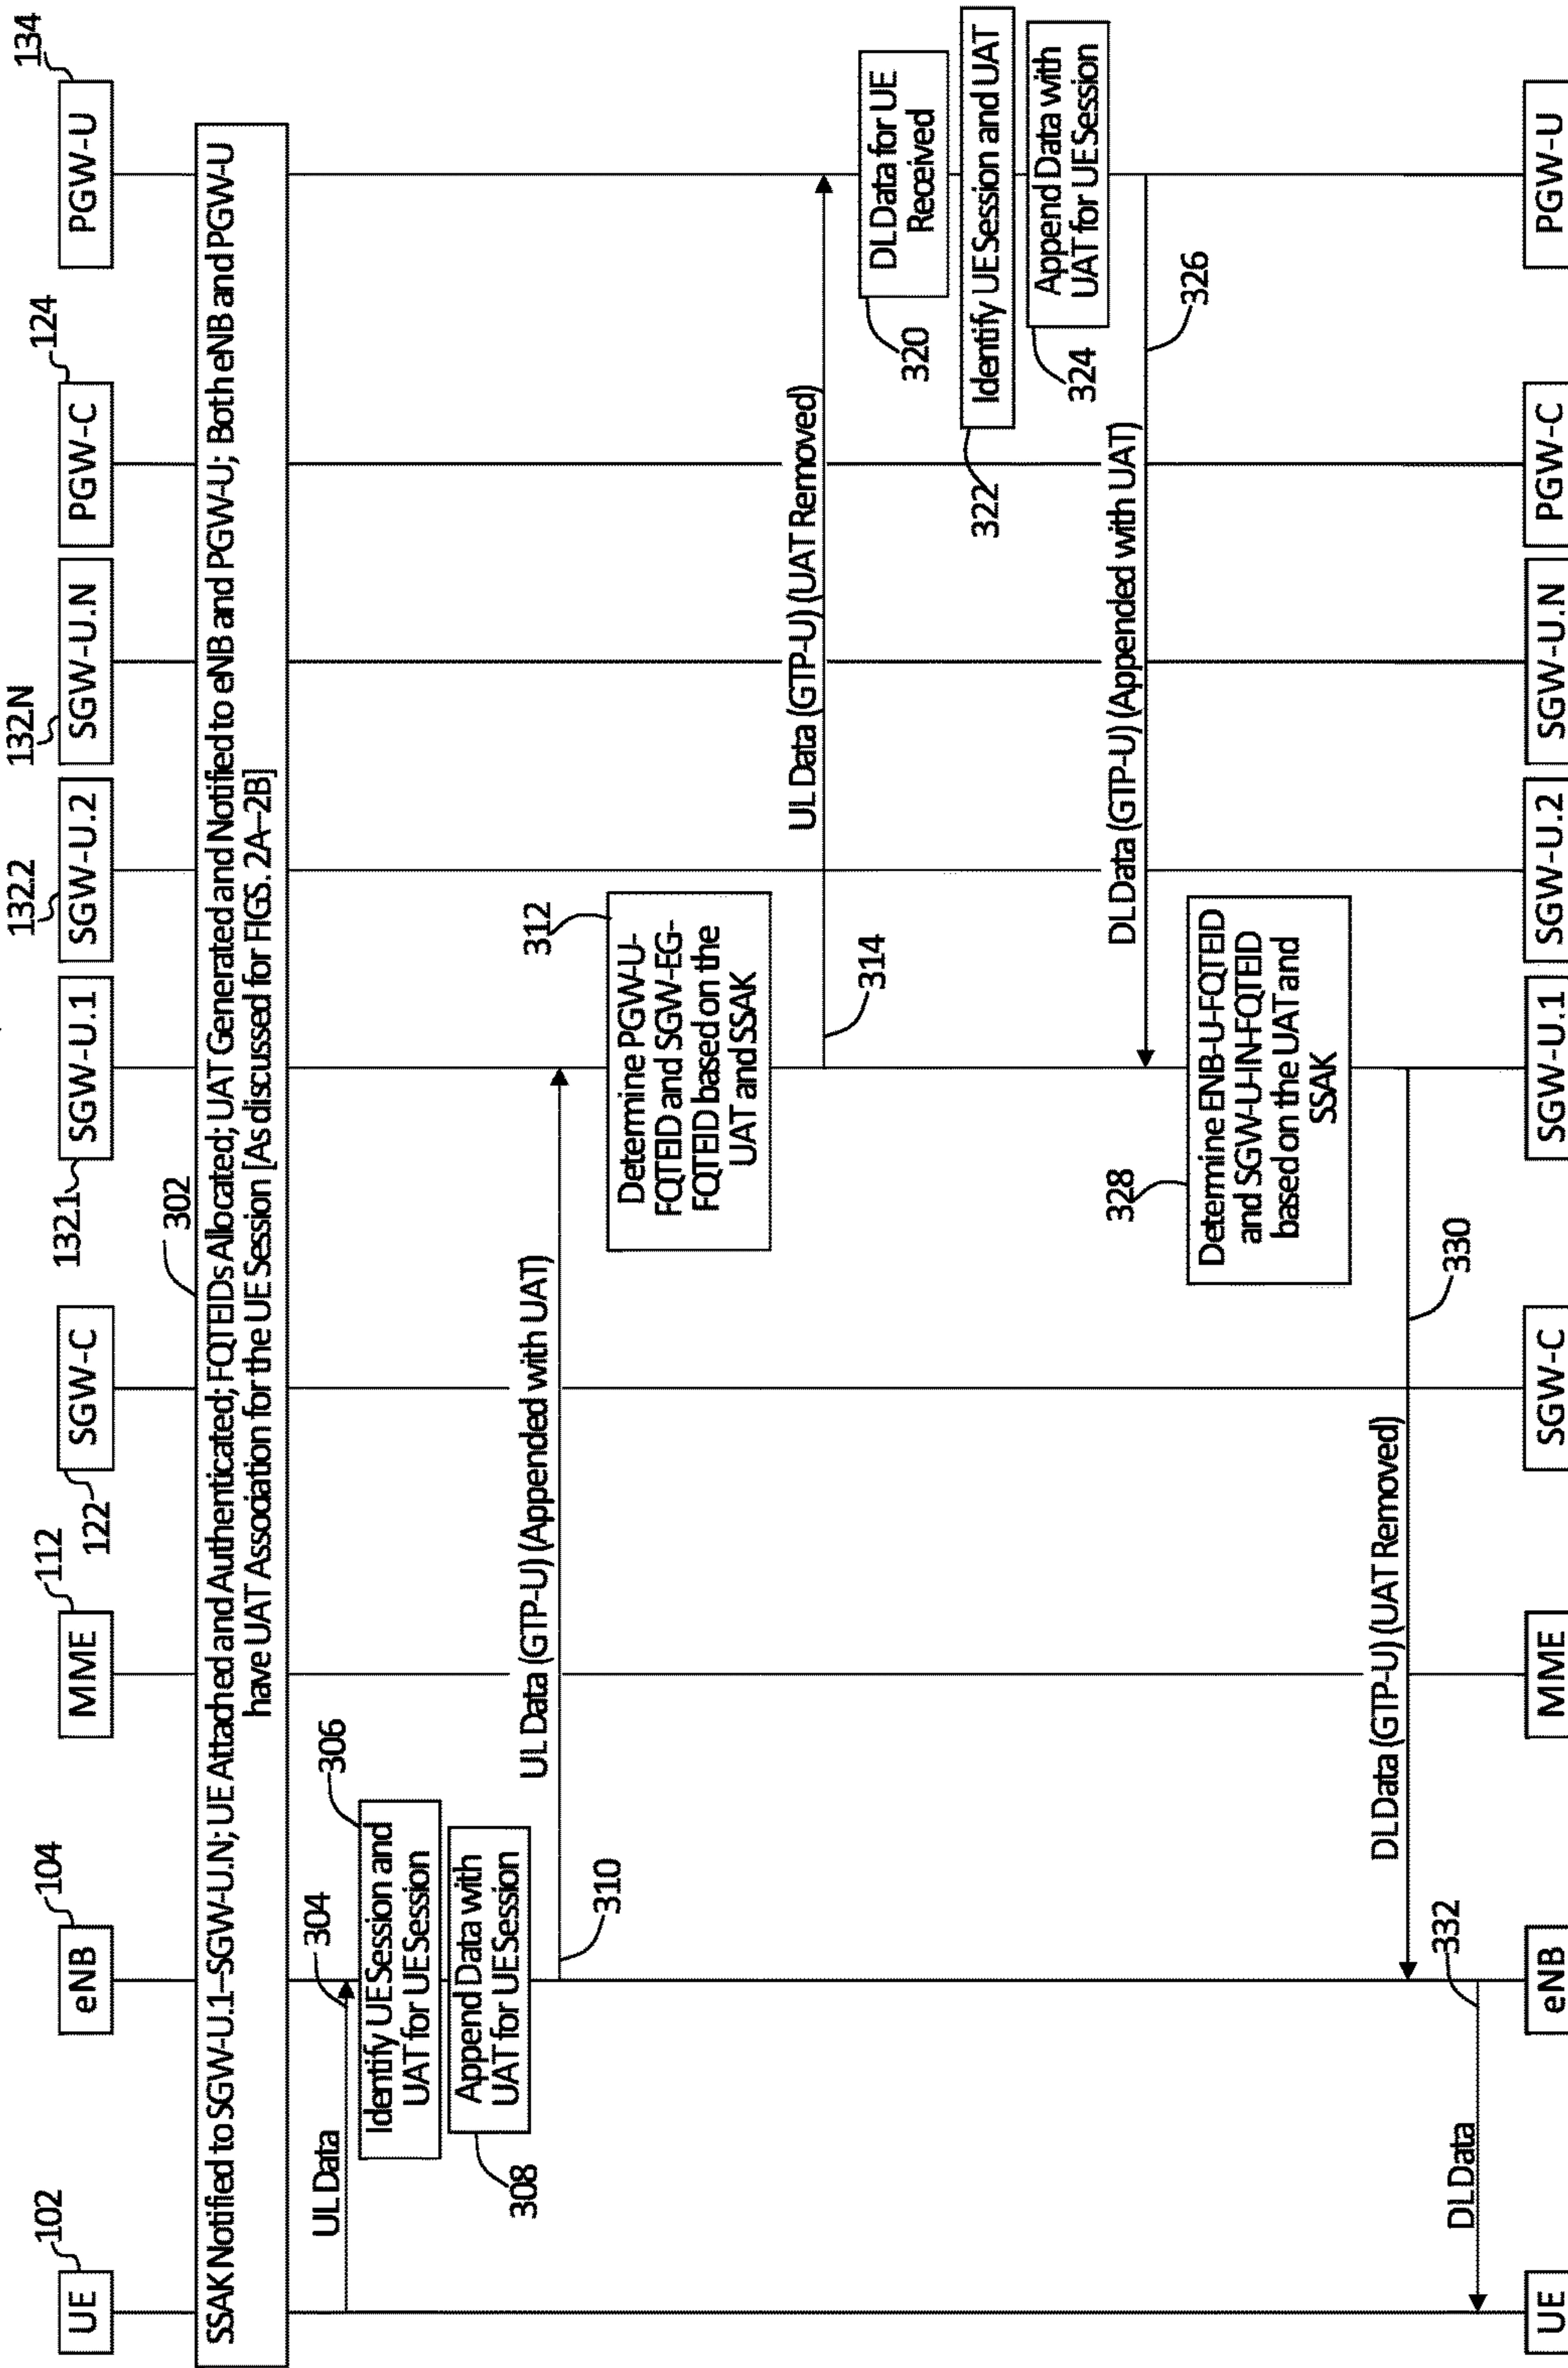 102
104
112
122
132.1
132.2
132.N
124
134
UE
eNB
MME
SGW-C
SGW-U.1
SGW-U.2
SGW-U.N
PGW-C
PGW-U
302
SSAK Notified to SGW-U.1–SGW-U.N; UE Attached and Authenticated; FQTEIDs Allocated; UAT Generated and Notified to eNB and PGW-U; Both eNB and PGW-U
have UAT Association for the UE Session [As discussed for FIGS. 2A–2B]
UL Data
304
306
Identify UE Session and
UAT for UE Session
308
Append Data with
UAT for UE Session
UL Data (GTP-U) (Appended with UAT)
310
312
Determine PGW-U-
FQTEID and SGW-EG-
FQTEID based on the
UAT and SSAK
UL Data (GTP-U) (UAT Removed)
314
DL Data for UE
Received
320
Identify UE Session and UAT
322
Append Data with
UAT for UE Session
324
DL Data (GTP-U) (Appended with UAT)
326
328
Determine ENB-U-FQTEID
and SGW-U-IN-FQTEID
based on the UAT and
SSAK
DL Data (GTP-U) (UAT Removed)
330
DL Data
332
UE
eNB
MME
SGW-C
SGW-U.1
SGW-U.2
SGW-U.N
PGW-C
PGW-U